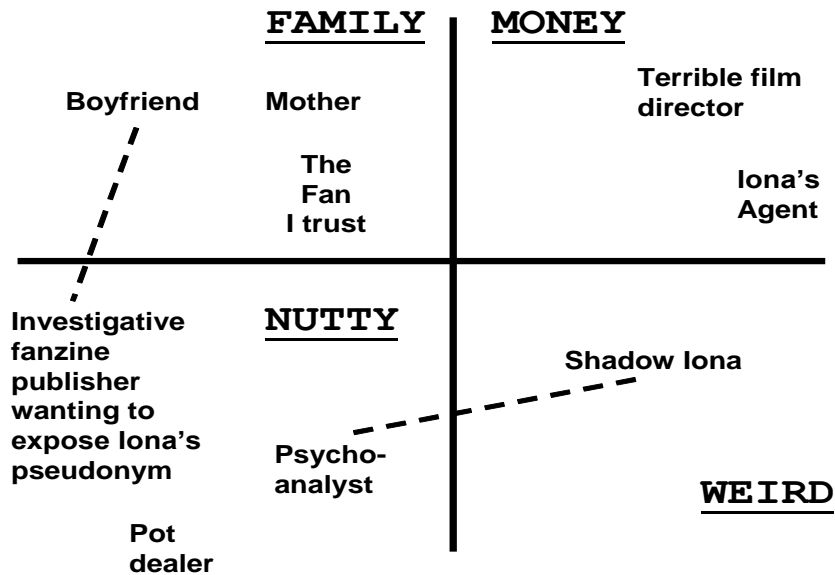 FAMILY
MONEY
Boyfriend
Mother
The
Fan
I trust
Terrible film
director
Iona's
Agent
Investigative
fanzine
publisher
wanting to
expose Iona's
pseudonym
NUTTY
Psycho-
analyst
Pot
dealer
Shadow Iona
WEIRD